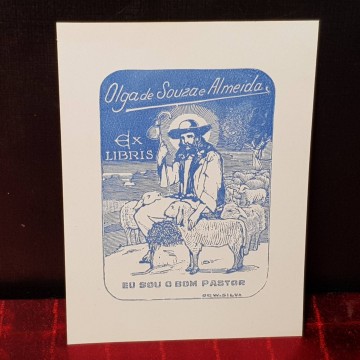 Olga de Souza e Almeida
Ex
LIBRIS
EU SOU O BOM PASTOR